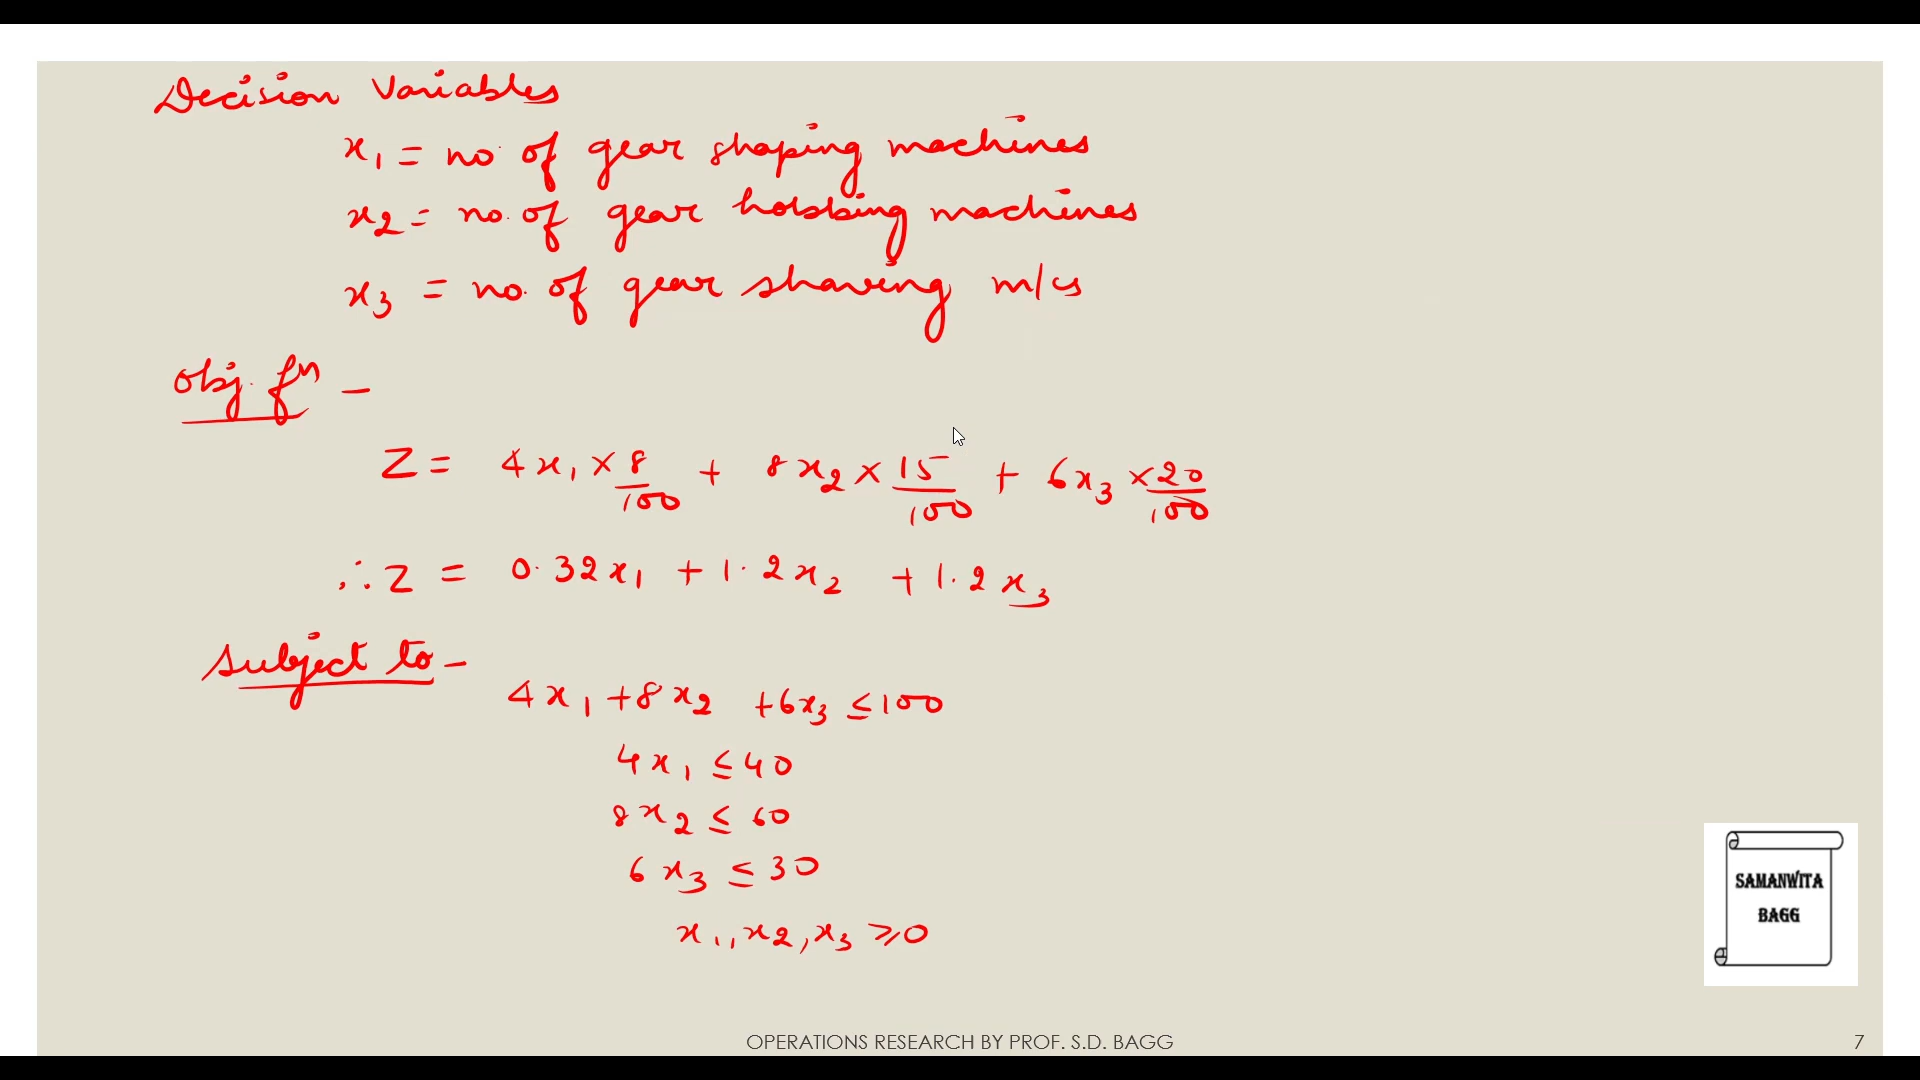 Decision Variables
x1 = no. of gear shaping machines
x2 = no. of gear hobbing machines
x3 = no. of gear shaving m/cs
Obj. fn -
Z = 4x1 × 8/100 + 8x2 × 15/100 + 6x3 × 20/100
∴ Z = 0.32x1 + 1.2x2 + 1.2x3
Subject to -
4x1 + 8x2 + 6x3 ≤ 100
4x1 ≤ 40
8x2 ≤ 60
6x3 ≤ 30
x1, x2, x3 ≥ 0
SAMANWITA
BAGG
OPERATIONS RESEARCH BY PROF. S.D. BAGG
7